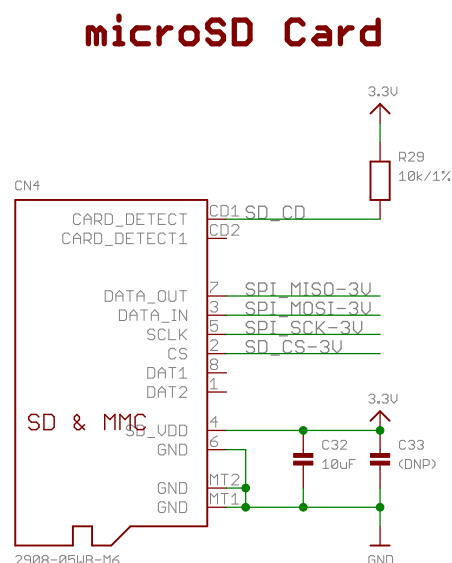 microSD Card
3.3V
R29
10k/1%
CN4
CARD_DETECT CD1 SD_CD
CARD_DETECT1 CD2
DATA_OUT 7 SPI_MISO-3V
DATA_IN 3 SPI_MOSI-3V
SCLK 5 SPI_SCK-3V
CS 2 SD_CS-3V
DAT1 8
DAT2 1
3.3V
SD & MMC
SD_VDD 4
GND 6
C32
10uF
C33
(DNP)
GND MT2
GND MT1
2908-05WB-M6
GND